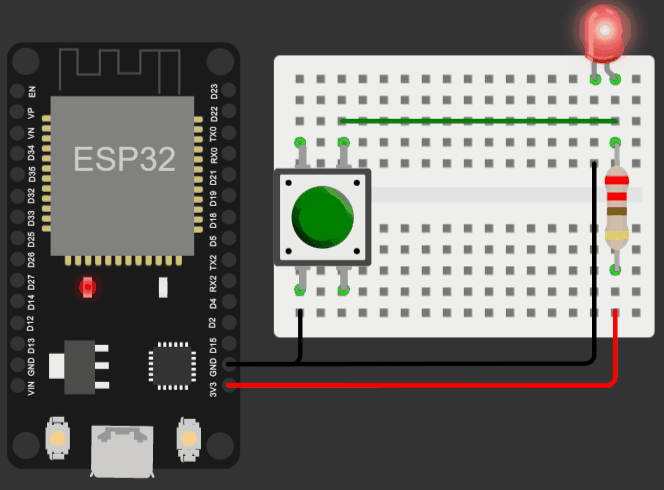 EN
VP
VN
D34
D35
D32
D33
D25
D26
D27
D14
D12
D13
GND
VIN
ESP32
D23
D22
TX0
RX0
D21
D19
D18
D5
TX2
RX2
D4
D2
D15
GND
3V3